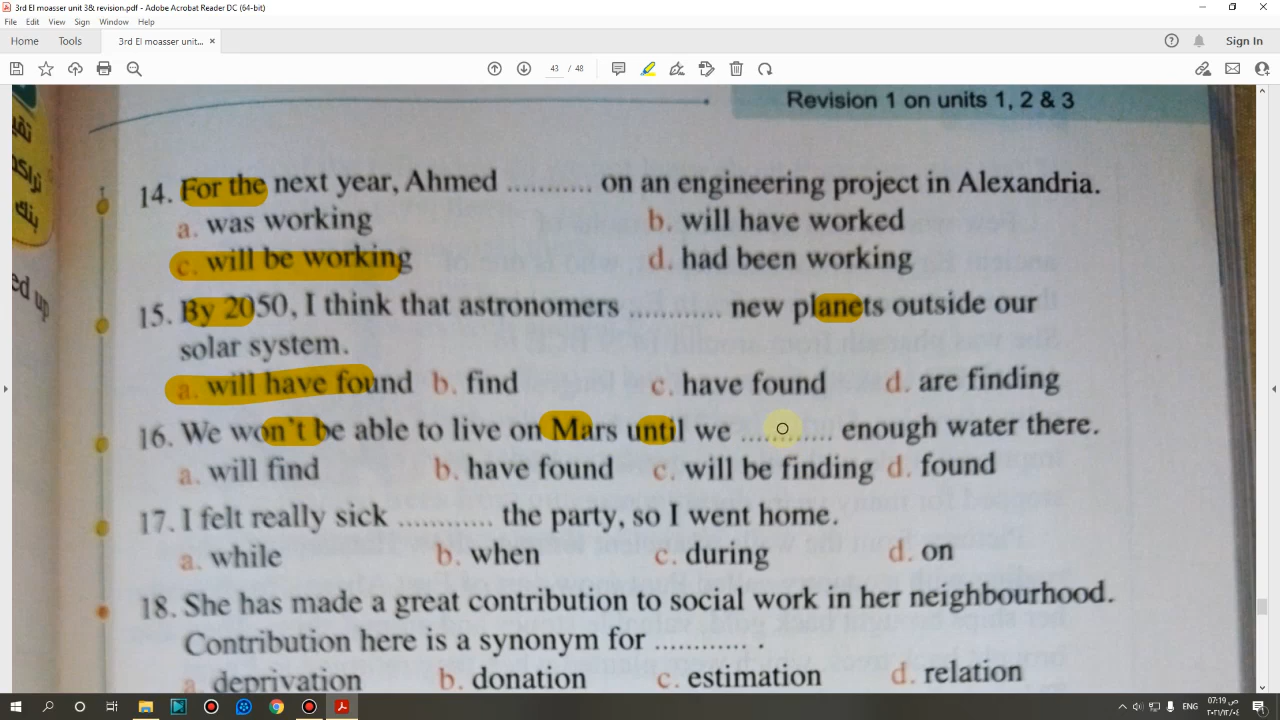 3rd El moasser unit 3& revision.pdf - Adobe Acrobat Reader DC (64-bit)
File Edit View Sign Window Help
Home Tools 3rd El moasser unit... × Sign In
43 / 48
Revision 1 on units 1, 2 & 3
14. For the next year, Ahmed ............ on an engineering project in Alexandria.
a. was working b. will have worked
c. will be working d. had been working
15. By 2050, I think that astronomers ............ new planets outside our
solar system.
a. will have found b. find c. have found d. are finding
16. We won't be able to live on Mars until we ............ enough water there.
a. will find b. have found c. will be finding d. found
17. I felt really sick ............ the party, so I went home.
a. while b. when c. during d. on
18. She has made a great contribution to social work in her neighbourhood.
Contribution here is a synonym for ............ .
a. deprivation b. donation c. estimation d. relation
ed up
ENG
07:19 ص